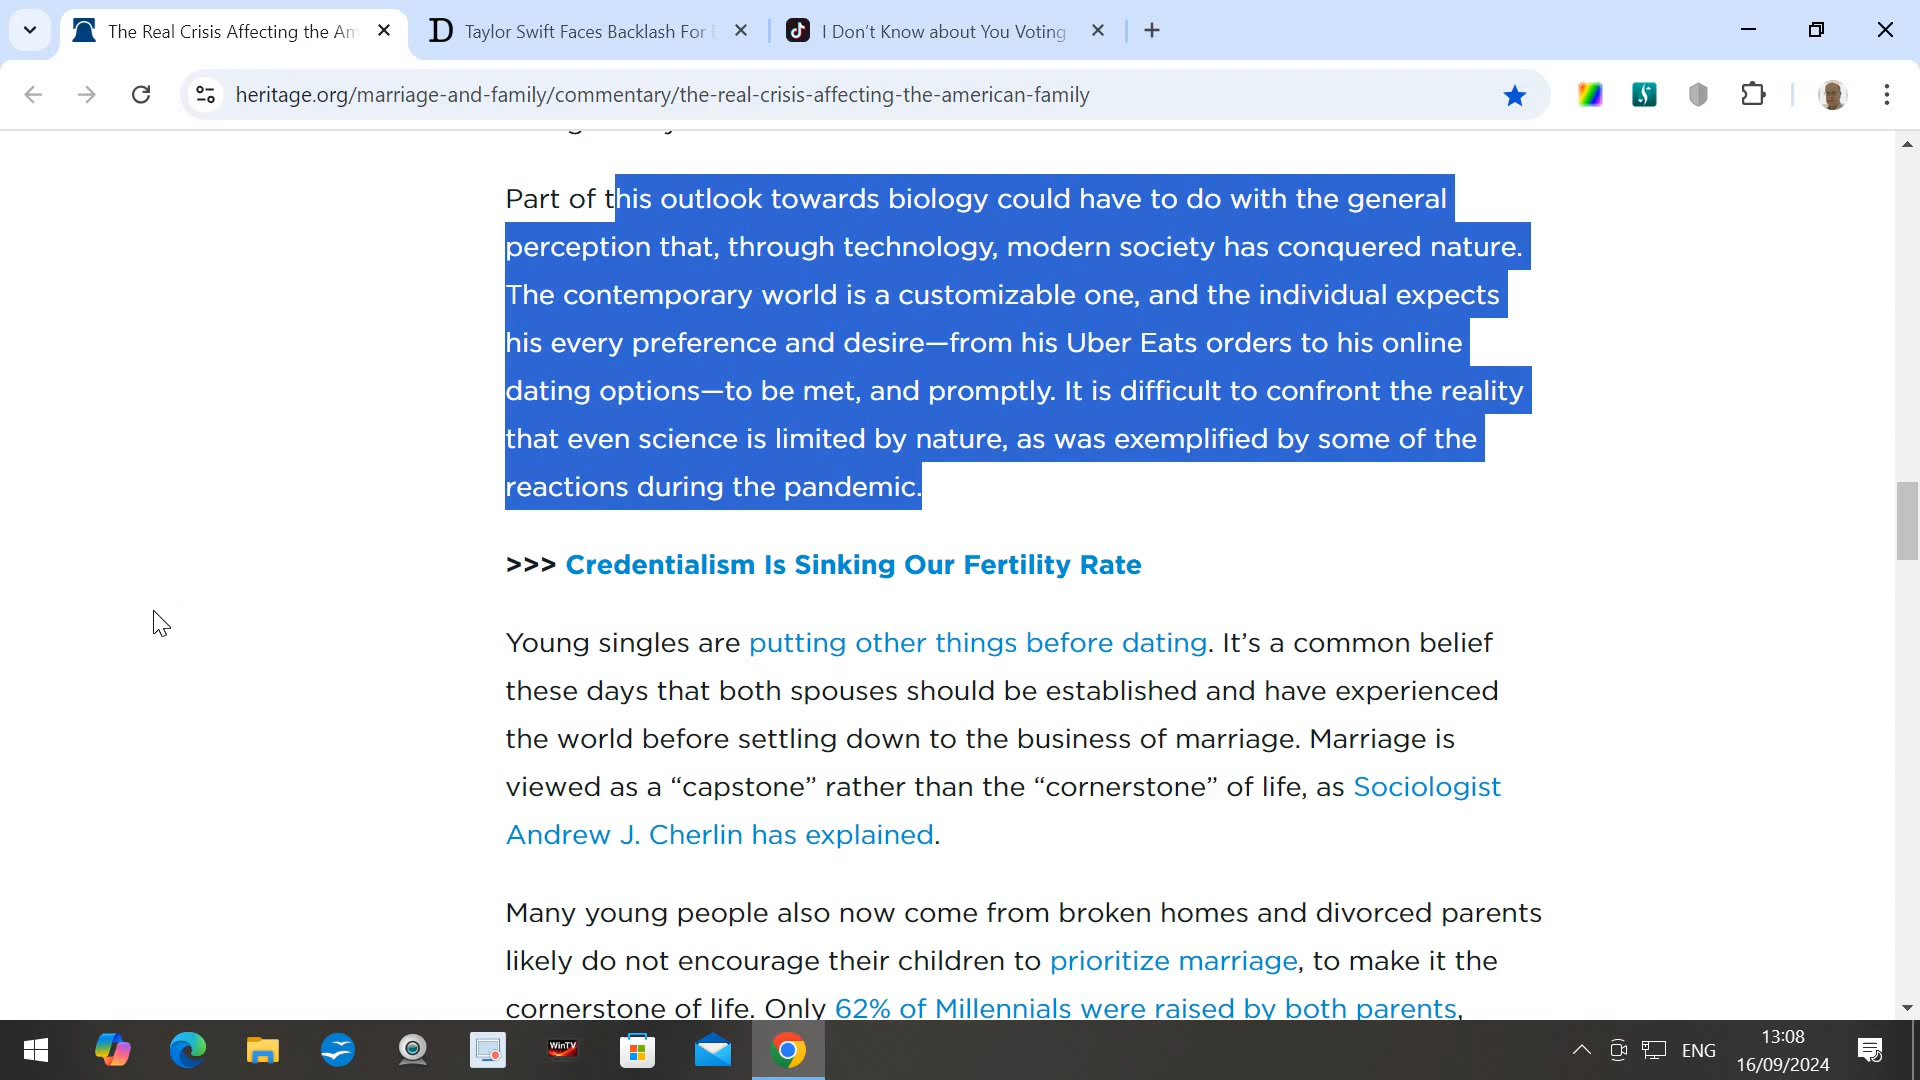 The Real Crisis Affecting the Am
Taylor Swift Faces Backlash For
I Don't Know about You Voting
heritage.org/marriage-and-family/commentary/the-real-crisis-affecting-the-american-family
Part of this outlook towards biology could have to do with the general
perception that, through technology, modern society has conquered nature.
The contemporary world is a customizable one, and the individual expects
his every preference and desire—from his Uber Eats orders to his online
dating options—to be met, and promptly. It is difficult to confront the reality
that even science is limited by nature, as was exemplified by some of the
reactions during the pandemic.
>>> Credentialism Is Sinking Our Fertility Rate
Young singles are putting other things before dating. It’s a common belief
these days that both spouses should be established and have experienced
the world before settling down to the business of marriage. Marriage is
viewed as a “capstone” rather than the “cornerstone” of life, as Sociologist
Andrew J. Cherlin has explained.
Many young people also now come from broken homes and divorced parents
likely do not encourage their children to prioritize marriage, to make it the
cornerstone of life. Only 62% of Millennials were raised by both parents,
WinTV
ENG
13:08
16/09/2024